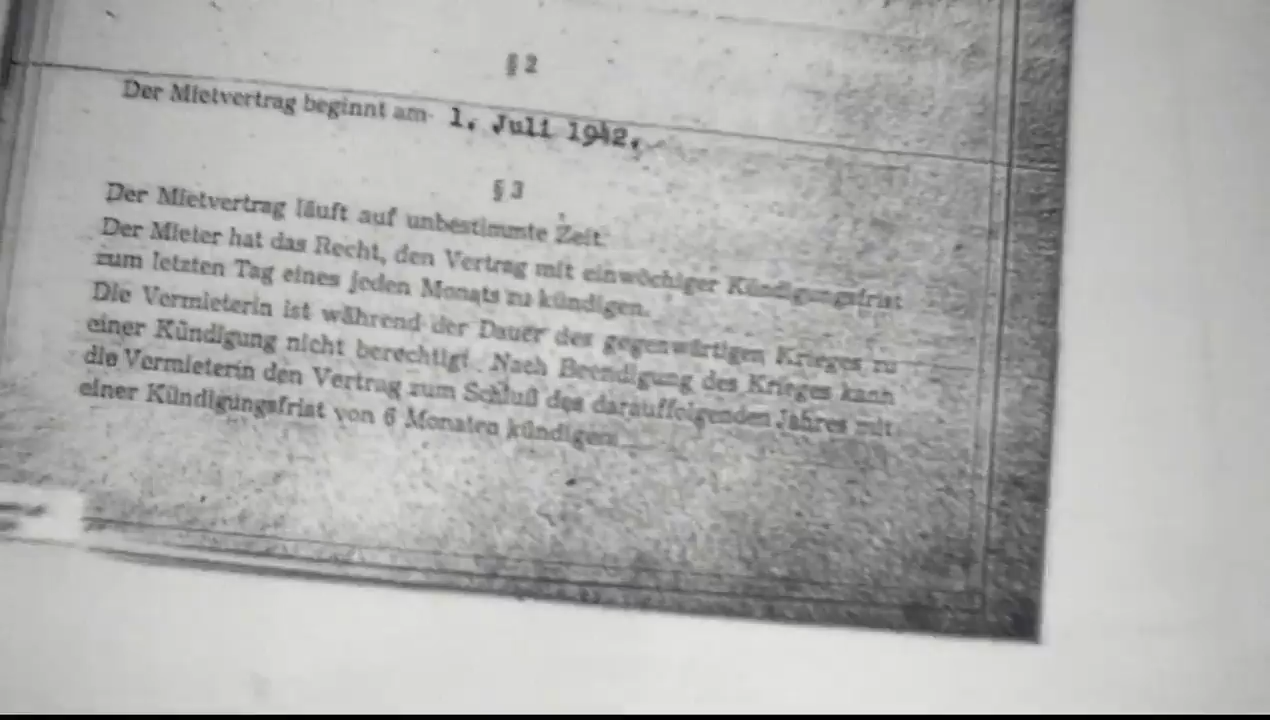 § 2
Der Mietvertrag beginnt am 1. Juli 1942.
§ 3
Der Mietvertrag läuft auf unbestimmte Zeit.
Der Mieter hat das Recht, den Vertrag mit einwöchiger Kündigungsfrist
zum letzten Tag eines jeden Monats zu kündigen.
Die Vermieterin ist während der Dauer des gegenwärtigen Krieges zu
einer Kündigung nicht berechtigt. Nach Beendigung des Krieges kann
die Vermieterin den Vertrag zum Schluß des darauffolgenden Jahres mit
einer Kündigungsfrist von 6 Monaten kündigen.